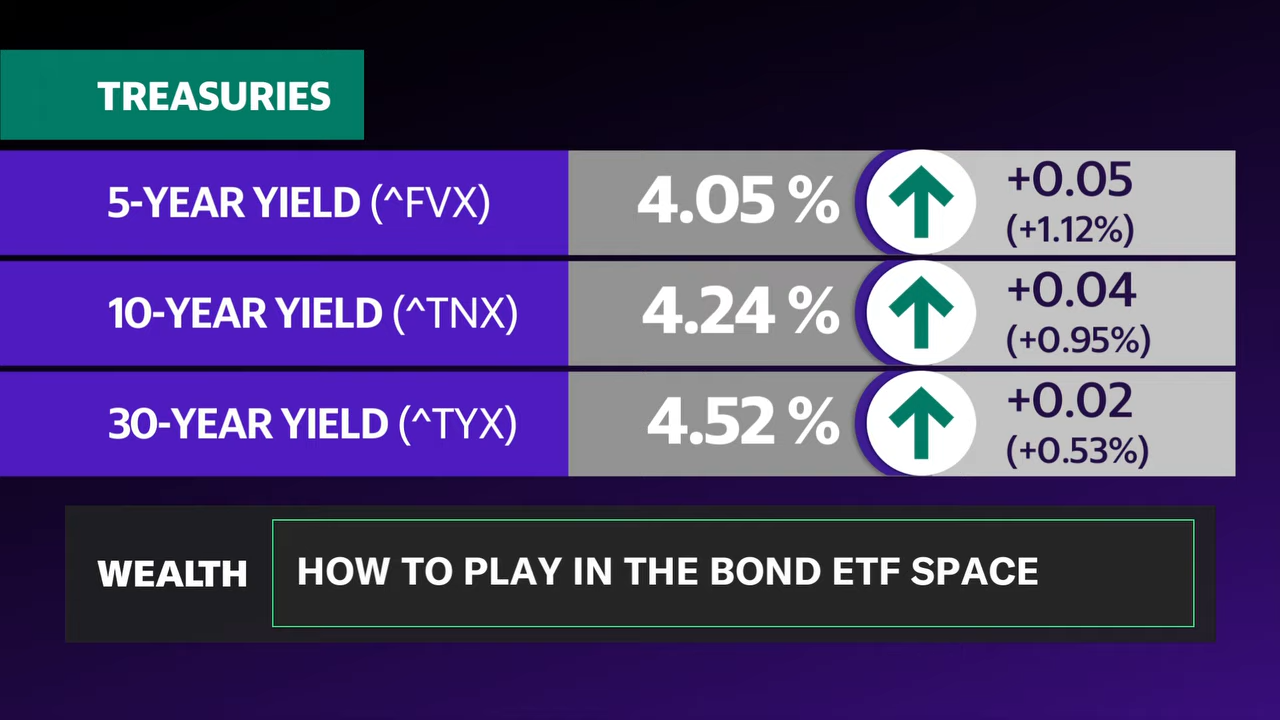 TREASURIES
5-YEAR YIELD (^FVX) 4.05 % +0.05
(+1.12%)
10-YEAR YIELD (^TNX) 4.24 % +0.04
(+0.95%)
30-YEAR YIELD (^TYX) 4.52 % +0.02
(+0.53%)
WEALTH HOW TO PLAY IN THE BOND ETF SPACE